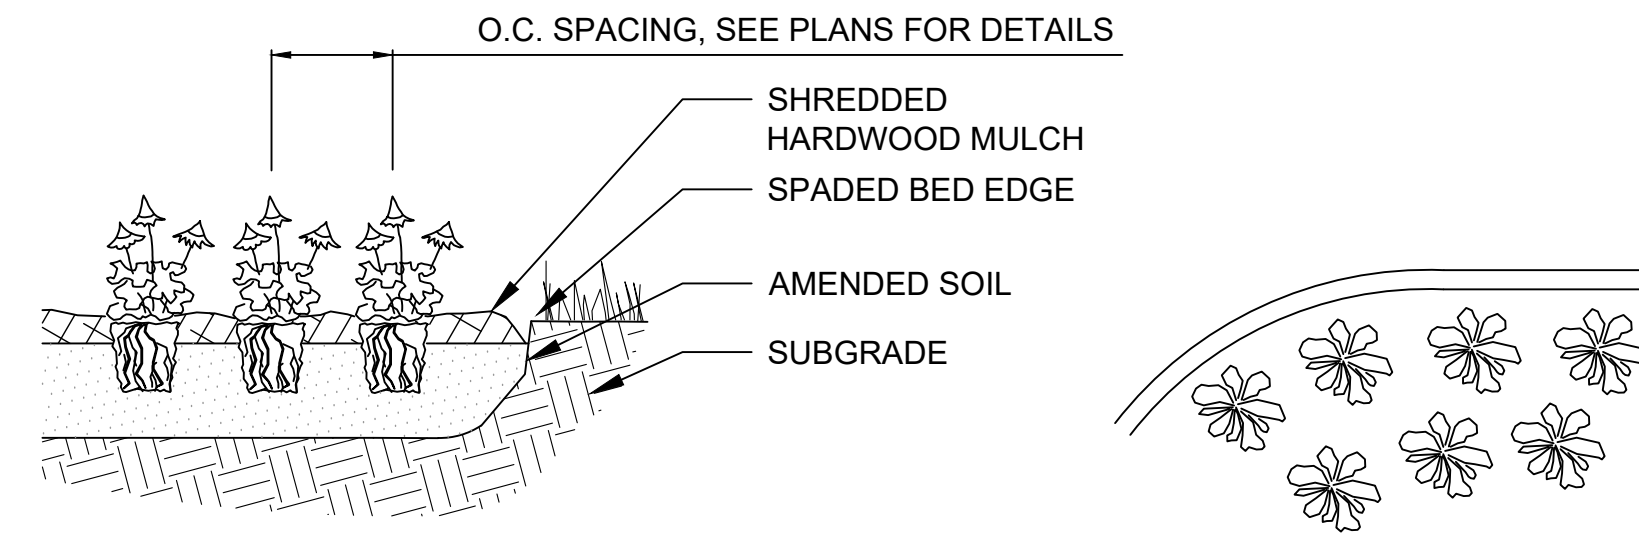 O.C. SPACING, SEE PLANS FOR DETAILS
SHREDDED
HARDWOOD MULCH
SPADED BED EDGE
AMENDED SOIL
SUBGRADE